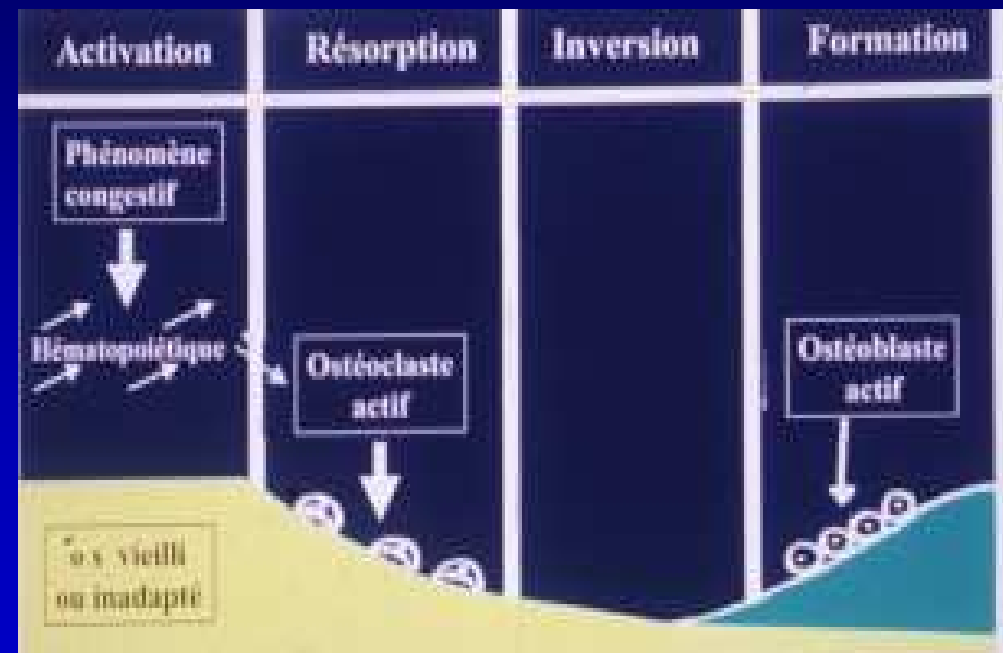 Activation
Résorption
Inversion
Formation
Phénomène
congestif
Hématopoiétique
Ostéoclaste
actif
Ostéoblaste
actif
vieilli
ou inadapté